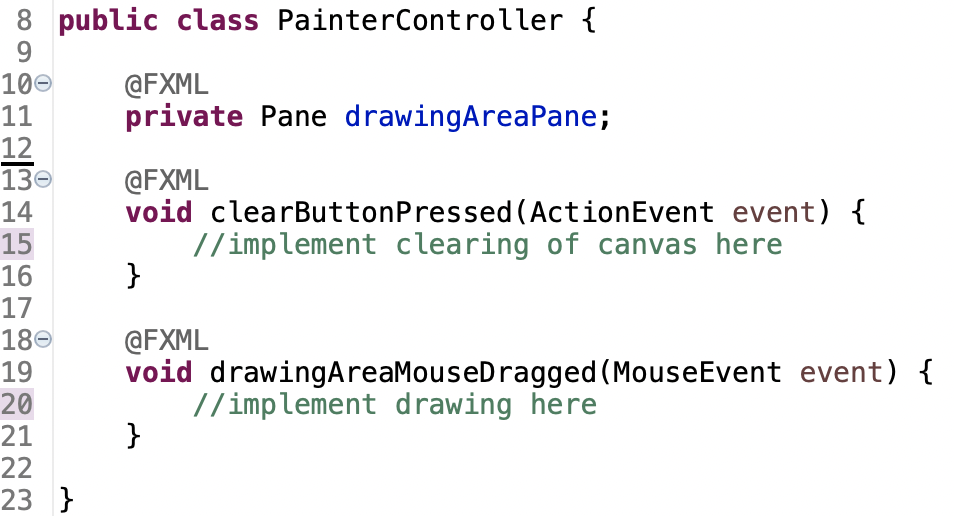 8 public class PainterController {
9
10 @FXML
11 private Pane drawingAreaPane;
12
13 @FXML
14 void clearButtonPressed(ActionEvent event) {
15 //implement clearing of canvas here
16 }
17
18 @FXML
19 void drawingAreaMouseDragged(MouseEvent event) {
20 //implement drawing here
21 }
22
23 }